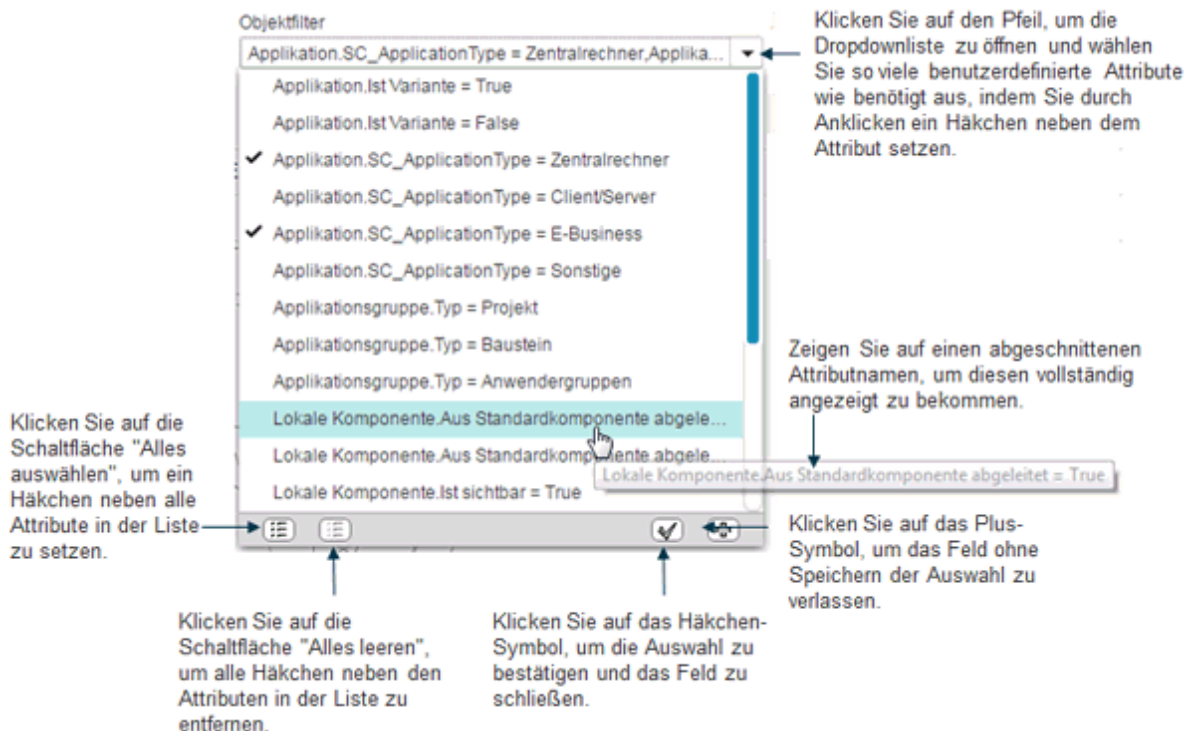 Objektfilter
Applikation.SC_ApplicationType = Zentralrechner,Applika...
Applikation.Ist Variante = True
Applikation.Ist Variante = False
Applikation.SC_ApplicationType = Zentralrechner
Applikation.SC_ApplicationType = Client/Server
Applikation.SC_ApplicationType = E-Business
Applikation.SC_ApplicationType = Sonstige
Applikationsgruppe.Typ = Projekt
Applikationsgruppe.Typ = Baustein
Applikationsgruppe.Typ = Anwendergruppen
Lokale Komponente.Aus Standardkomponente abgele...
Lokale Komponente.Aus Standardkomponente abgele...
Lokale Komponente.Ist sichtbar = True
Lokale Komponente.Aus Standardkomponente abgeleitet = True
Klicken Sie auf den Pfeil, um die
Dropdownliste zu öffnen und wählen
Sie so viele benutzerdefinierte Attribute
wie benötigt aus, indem Sie durch
Anklicken ein Häkchen neben dem
Attribut setzen.
Zeigen Sie auf einen abgeschnittenen
Attributnamen, um diesen vollständig
angezeigt zu bekommen.
Klicken Sie auf die
Schaltfläche "Alles
auswählen", um ein
Häkchen neben alle
Attribute in der Liste
zu setzen.
Klicken Sie auf das Plus-
Symbol, um das Feld ohne
Speichern der Auswahl zu
verlassen.
Klicken Sie auf die
Schaltfläche "Alles leeren",
um alle Häkchen neben den
Attributen in der Liste zu
entfernen.
Klicken Sie auf das Häkchen-
Symbol, um die Auswahl zu
bestätigen und das Feld zu
schließen.